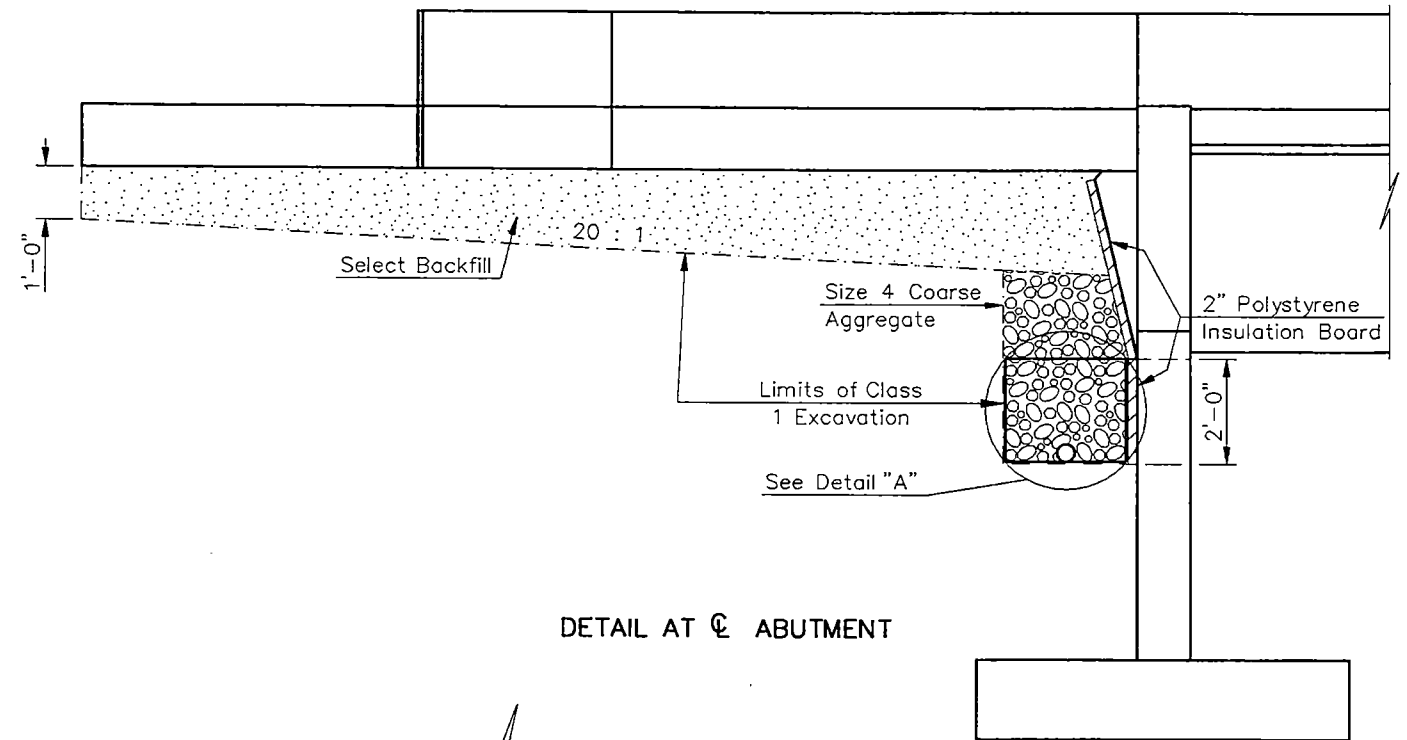 1'-0"
20 : 1
Select Backfill
Size 4 Coarse
Aggregate
2" Polystyrene
Insulation Board
Limits of Class
1 Excavation
2'-0"
See Detail "A"
DETAIL AT ℄ ABUTMENT